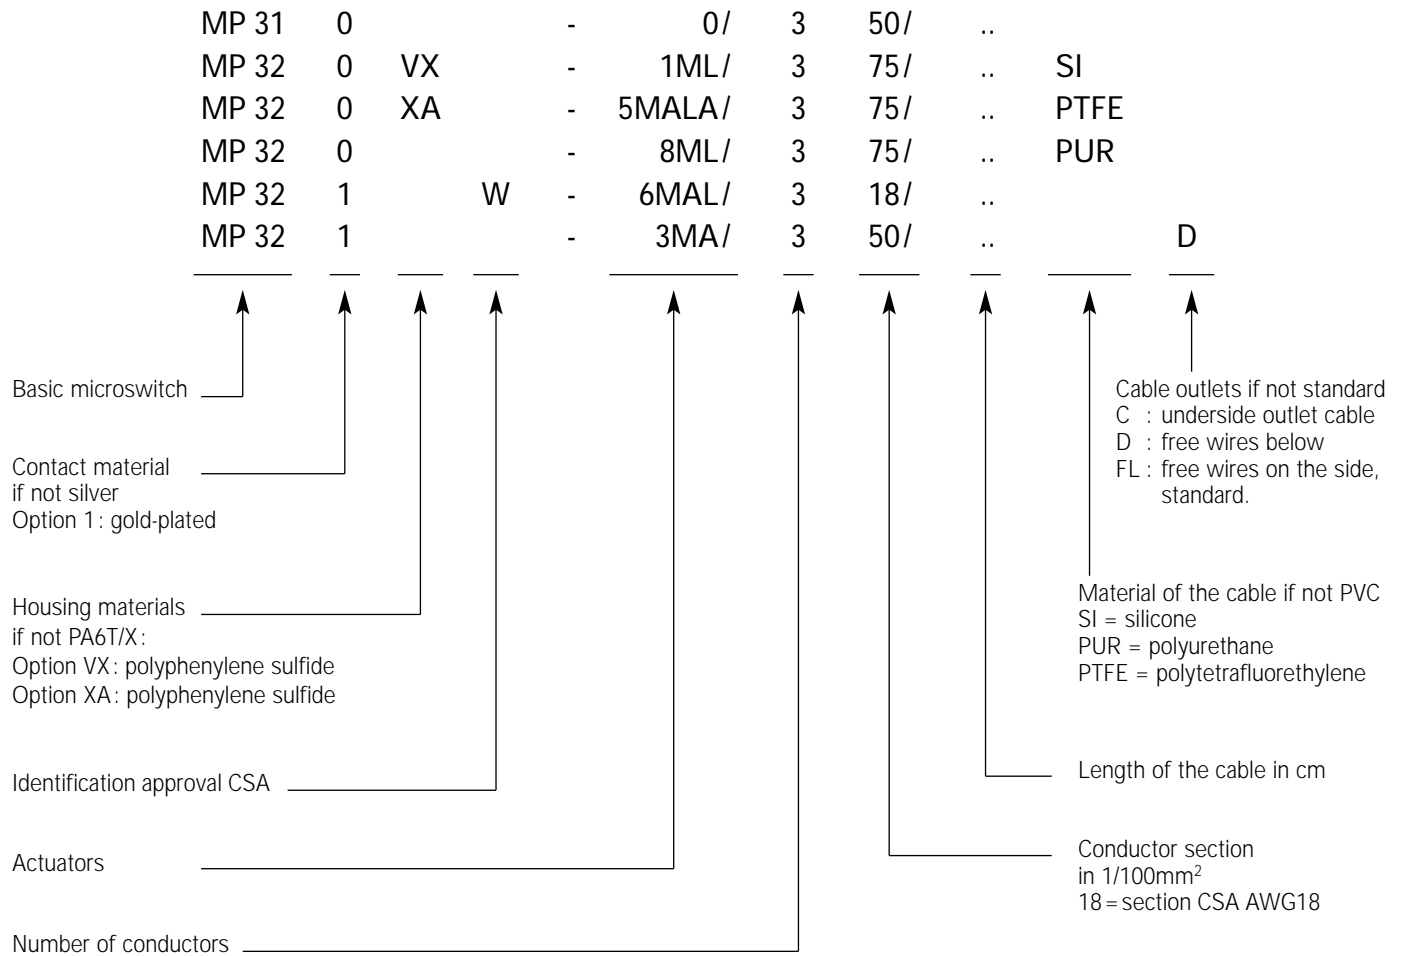 MP 31 0 - 0/ 3 50/ ..
MP 32 0 VX - 1ML/ 3 75/ .. SI
MP 32 0 XA - 5MALA/ 3 75/ .. PTFE
MP 32 0 - 8ML/ 3 75/ .. PUR
MP 32 1 W - 6MAL/ 3 18/ ..
MP 32 1 - 3MA/ 3 50/ .. D
Basic microswitch
Contact material
if not silver
Option 1: gold-plated
Housing materials
if not PA6T/X:
Option VX: polyphenylene sulfide
Option XA: polyphenylene sulfide
Identification approval CSA
Actuators
Number of conductors
Cable outlets if not standard
C : underside outlet cable
D : free wires below
FL : free wires on the side,
standard.
Material of the cable if not PVC
SI = silicone
PUR = polyurethane
PTFE = polytetrafluorethylene
Length of the cable in cm
Conductor section
in 1/100mm²
18 = section CSA AWG18